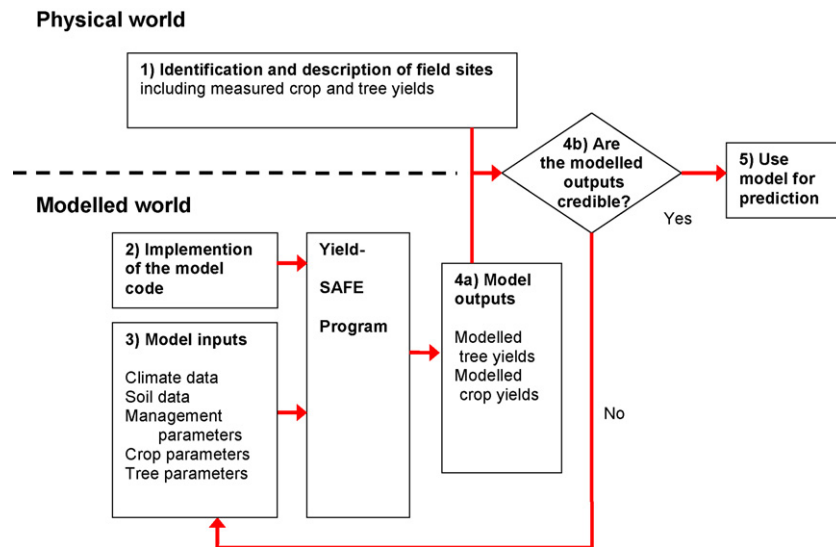 Physical world
1) Identification and description of field sites
including measured crop and tree yields
4b) Are
the modelled
outputs
credible?
5) Use
model for
prediction
Yes
Modelled world
2) Implemention
of the model
code
Yield-
SAFE
Program
4a) Model
outputs
Modelled
tree yields
Modelled
crop yields
3) Model inputs
Climate data
Soil data
Management
parameters
Crop parameters
Tree parameters
No